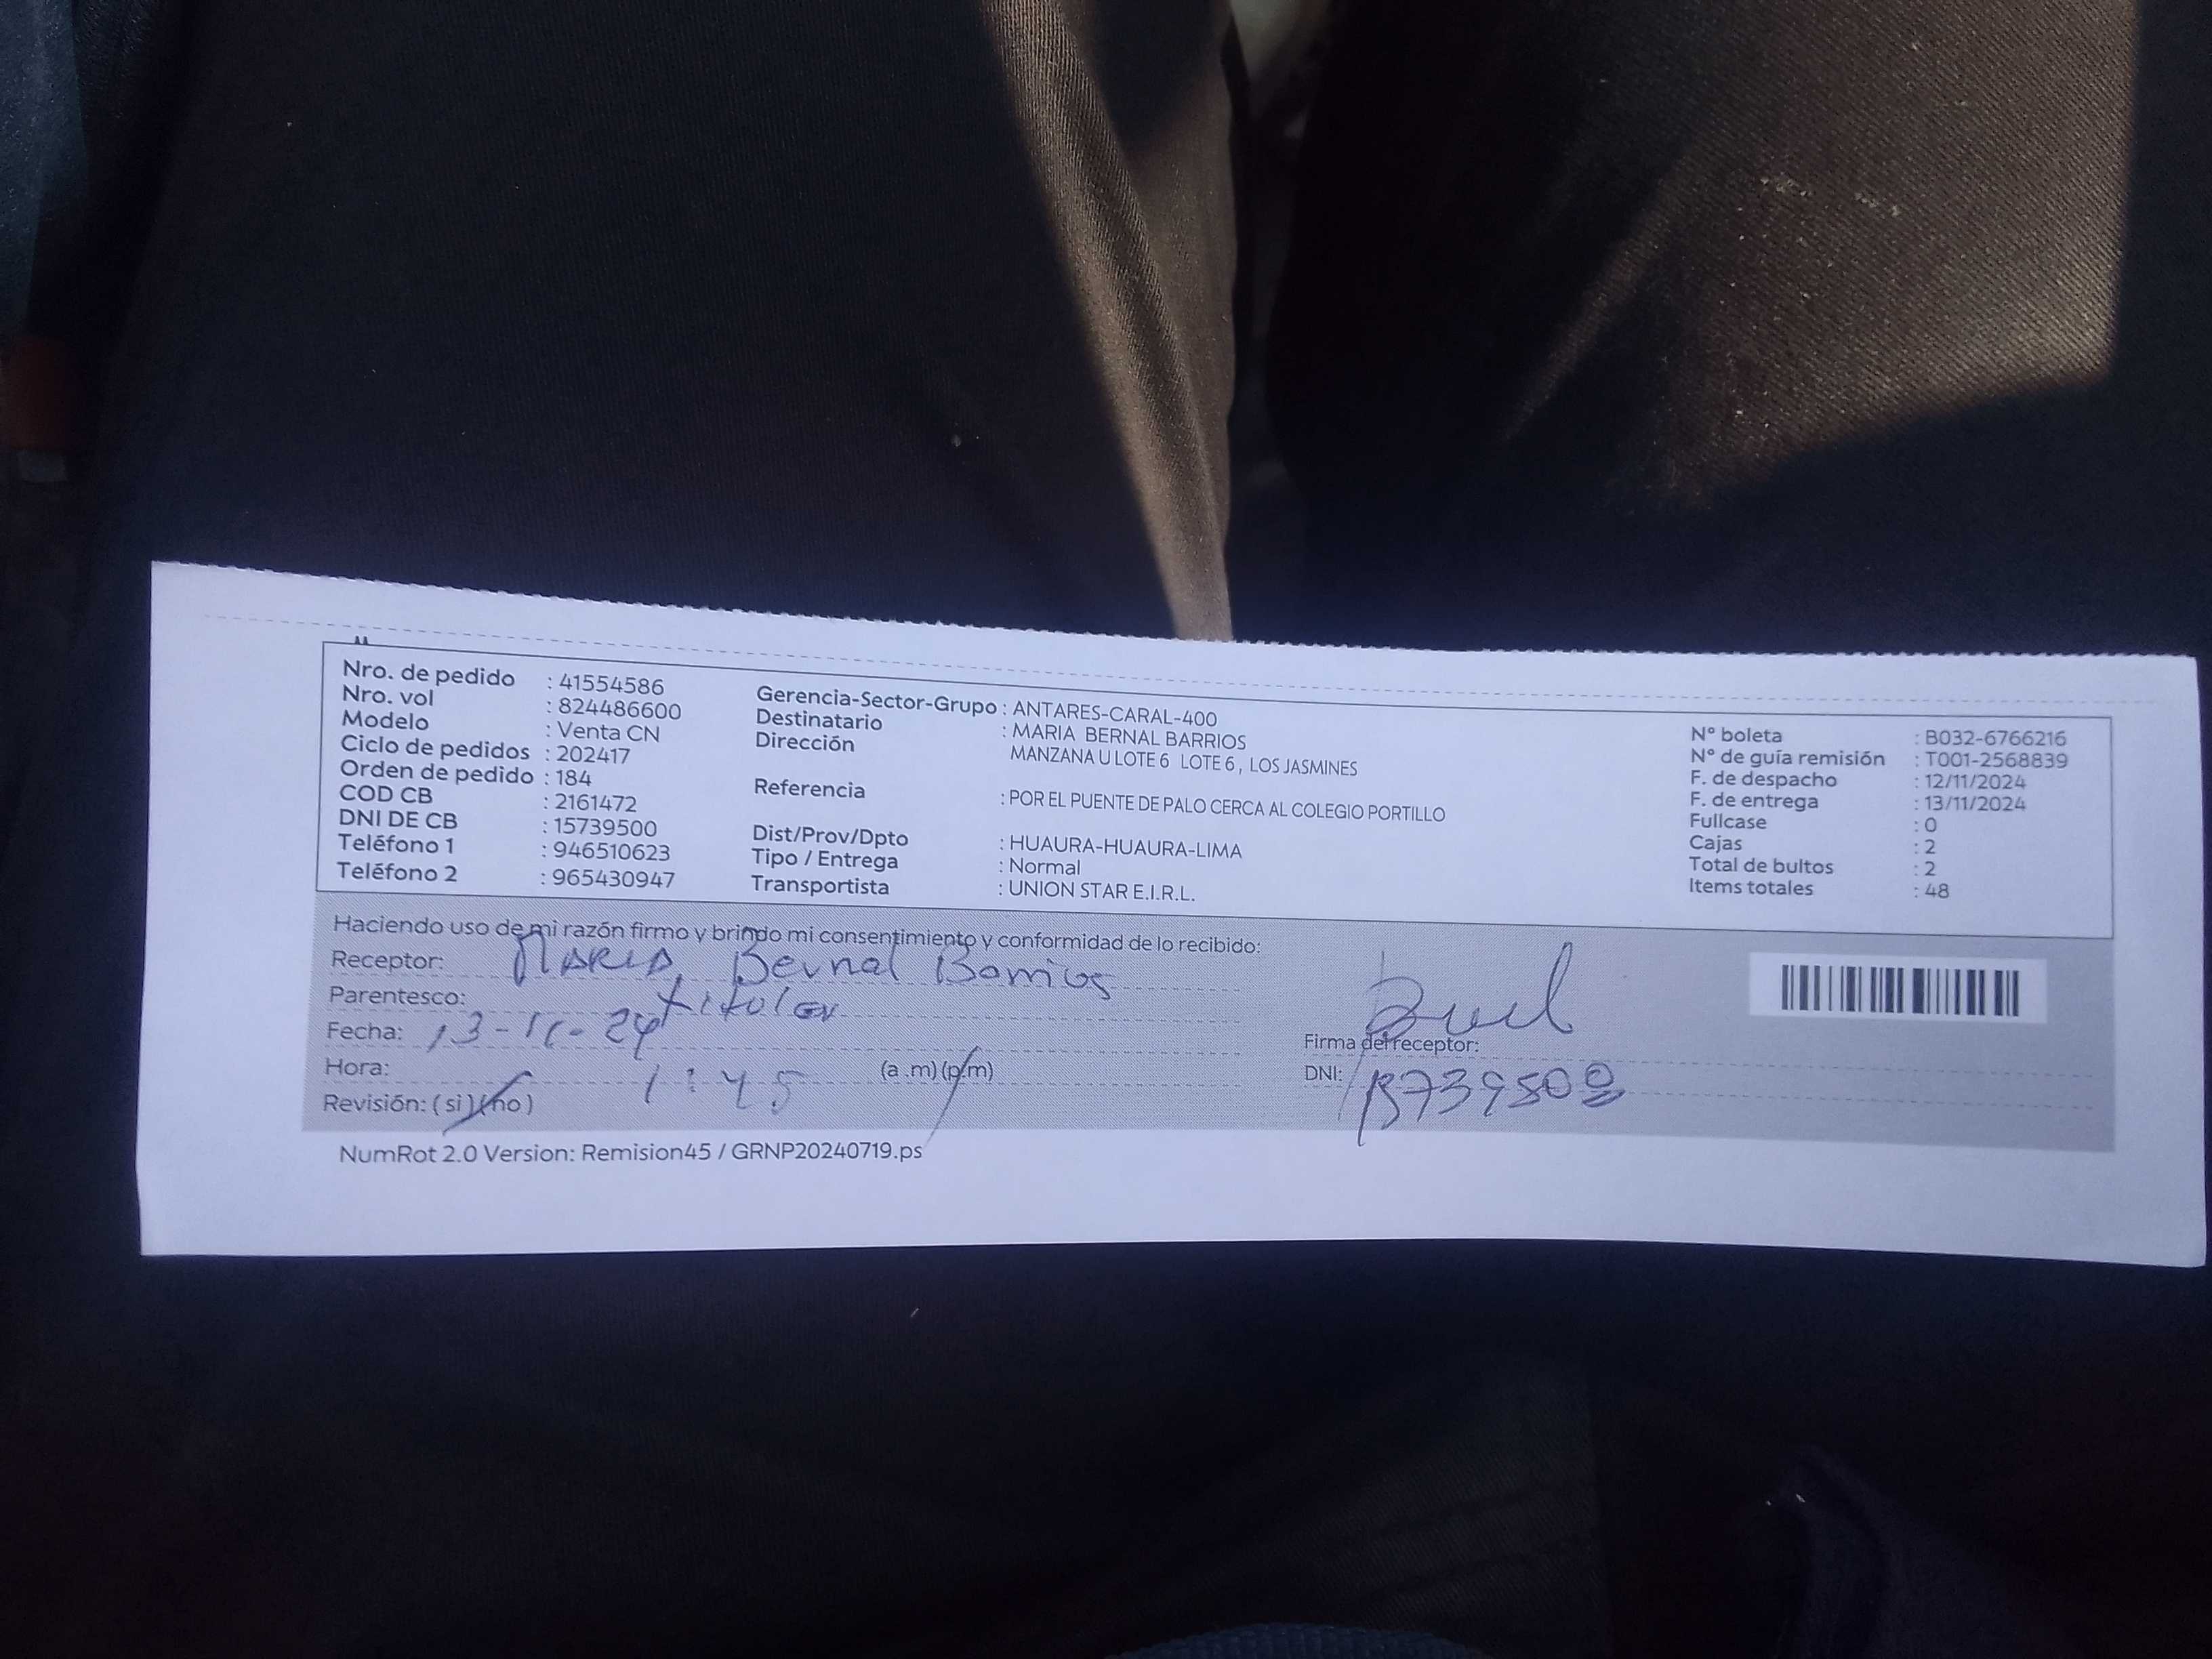 Nro. de pedido : 41554586
Nro. vol : 824486600
Modelo : Venta CN
Ciclo de pedidos : 202417
Orden de pedido : 184
COD CB : 2161472
DNI DE CB : 15739500
Teléfono 1 : 946510623
Teléfono 2 : 965430947
Gerencia-Sector-Grupo : ANTARES-CARAL-400
Destinatario : MARIA BERNAL BARRIOS
Dirección MANZANA U LOTE 6 LOTE 6 , LOS JASMINES
Referencia : POR EL PUENTE DE PALO CERCA AL COLEGIO PORTILLO
Dist/Prov/Dpto : HUAURA-HUAURA-LIMA
Tipo / Entrega : Normal
Transportista : UNION STAR E.I.R.L.
N° boleta : B032-6766216
N° de guía remisión : T001-2568839
F. de despacho : 12/11/2024
F. de entrega : 13/11/2024
Fullcase : 0
Cajas : 2
Total de bultos : 2
Items totales : 48
Haciendo uso de mi razón firmo y brindo mi consentimiento y conformidad de lo recibido:
Receptor: MARIA Bernal Barrios
Parentesco: titular
Fecha: 13-11-24
Hora: 1:45 (a .m) (p.m)
Revisión: ( si ) ( no )
Firma del receptor:
DNI: 15739500
NumRot 2.0 Version: Remision45 / GRNP20240719.ps